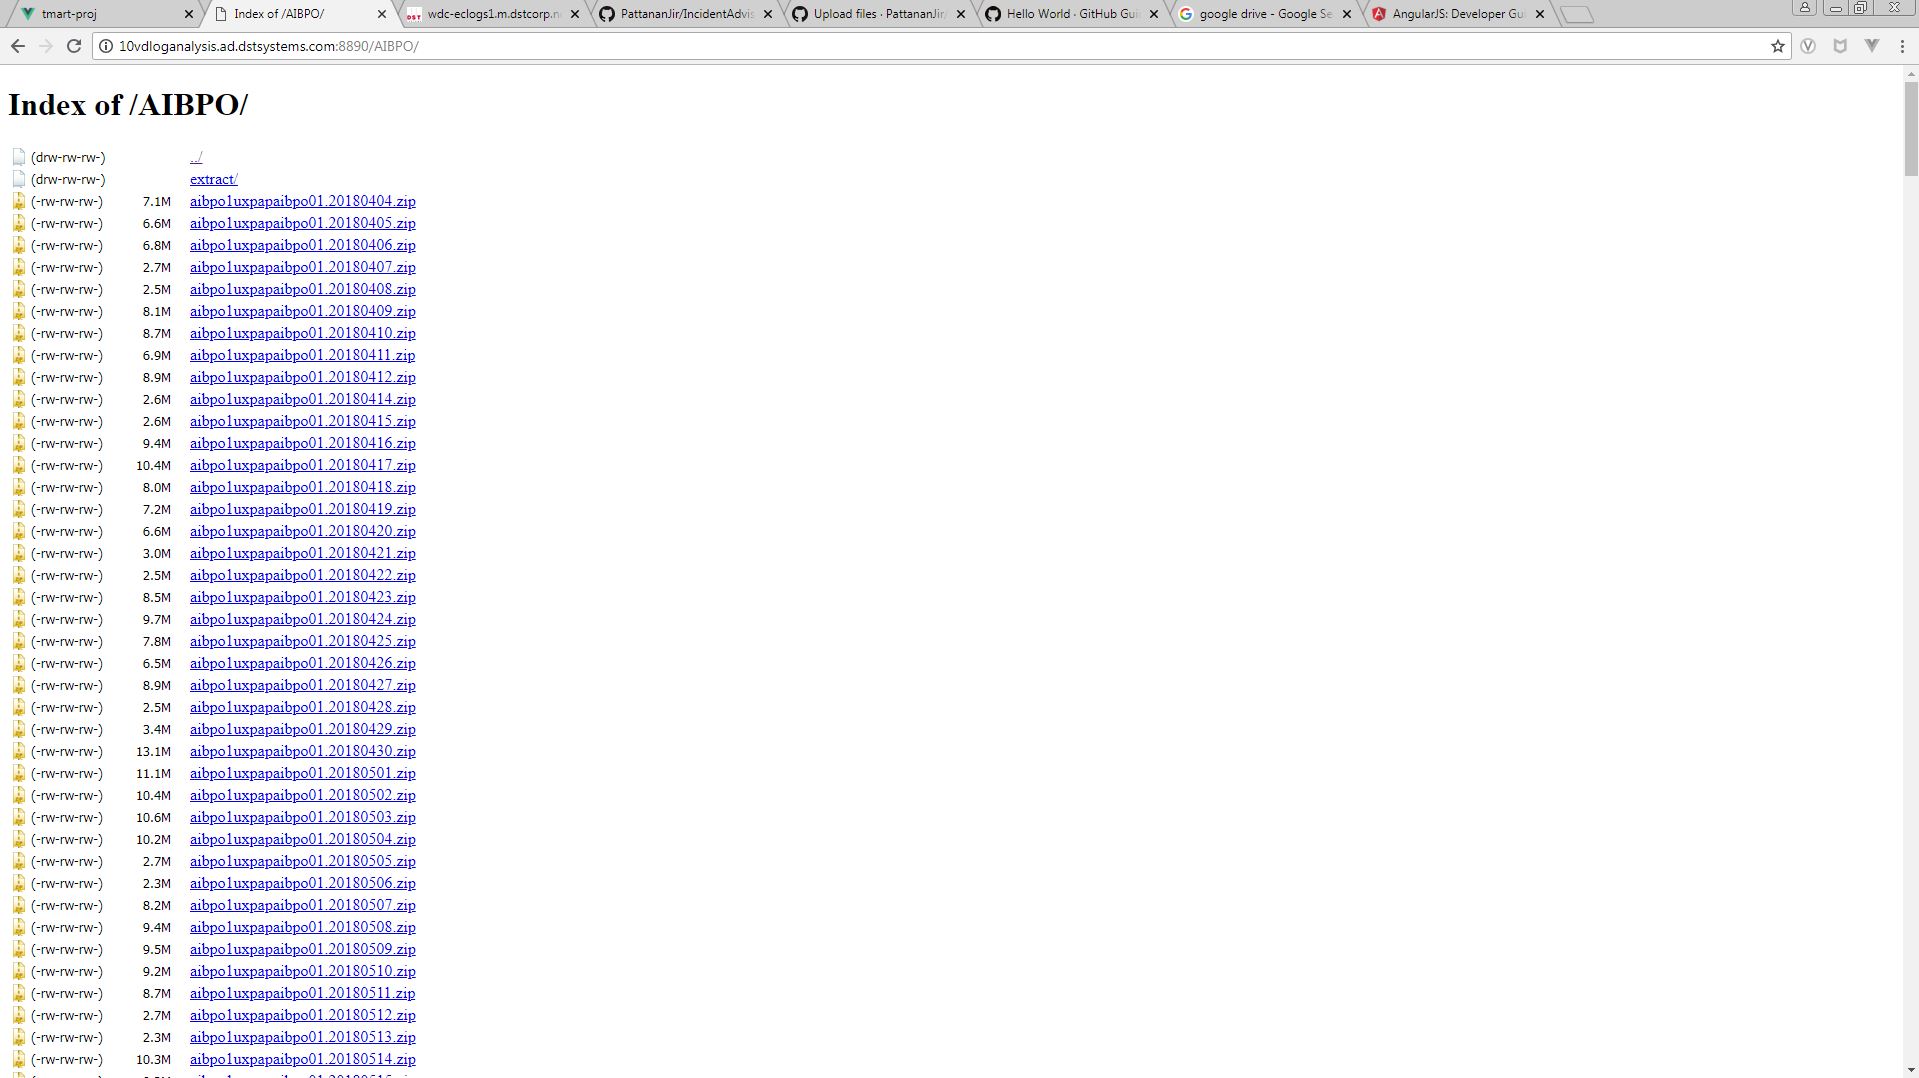 tmart-proj
Index of /AIBPO/
wdc-eclogs1.m.dstcorp.n
PattananJir/IncidentAdvis
Upload files · PattananJir/
Hello World · GitHub Gui
google drive - Google Se
AngularJS: Developer Gu
10vdloganalysis.ad.dstsystems.com:8890/AIBPO/
Index of /AIBPO/
(drw-rw-rw-) ../
(drw-rw-rw-) extract/
(-rw-rw-rw-) 7.1M aibpo1uxpapaibpo01.20180404.zip
(-rw-rw-rw-) 6.6M aibpo1uxpapaibpo01.20180405.zip
(-rw-rw-rw-) 6.8M aibpo1uxpapaibpo01.20180406.zip
(-rw-rw-rw-) 2.7M aibpo1uxpapaibpo01.20180407.zip
(-rw-rw-rw-) 2.5M aibpo1uxpapaibpo01.20180408.zip
(-rw-rw-rw-) 8.1M aibpo1uxpapaibpo01.20180409.zip
(-rw-rw-rw-) 8.7M aibpo1uxpapaibpo01.20180410.zip
(-rw-rw-rw-) 6.9M aibpo1uxpapaibpo01.20180411.zip
(-rw-rw-rw-) 8.9M aibpo1uxpapaibpo01.20180412.zip
(-rw-rw-rw-) 2.6M aibpo1uxpapaibpo01.20180414.zip
(-rw-rw-rw-) 2.6M aibpo1uxpapaibpo01.20180415.zip
(-rw-rw-rw-) 9.4M aibpo1uxpapaibpo01.20180416.zip
(-rw-rw-rw-) 10.4M aibpo1uxpapaibpo01.20180417.zip
(-rw-rw-rw-) 8.0M aibpo1uxpapaibpo01.20180418.zip
(-rw-rw-rw-) 7.2M aibpo1uxpapaibpo01.20180419.zip
(-rw-rw-rw-) 6.6M aibpo1uxpapaibpo01.20180420.zip
(-rw-rw-rw-) 3.0M aibpo1uxpapaibpo01.20180421.zip
(-rw-rw-rw-) 2.5M aibpo1uxpapaibpo01.20180422.zip
(-rw-rw-rw-) 8.5M aibpo1uxpapaibpo01.20180423.zip
(-rw-rw-rw-) 9.7M aibpo1uxpapaibpo01.20180424.zip
(-rw-rw-rw-) 7.8M aibpo1uxpapaibpo01.20180425.zip
(-rw-rw-rw-) 6.5M aibpo1uxpapaibpo01.20180426.zip
(-rw-rw-rw-) 8.9M aibpo1uxpapaibpo01.20180427.zip
(-rw-rw-rw-) 2.5M aibpo1uxpapaibpo01.20180428.zip
(-rw-rw-rw-) 3.4M aibpo1uxpapaibpo01.20180429.zip
(-rw-rw-rw-) 13.1M aibpo1uxpapaibpo01.20180430.zip
(-rw-rw-rw-) 11.1M aibpo1uxpapaibpo01.20180501.zip
(-rw-rw-rw-) 10.4M aibpo1uxpapaibpo01.20180502.zip
(-rw-rw-rw-) 10.6M aibpo1uxpapaibpo01.20180503.zip
(-rw-rw-rw-) 10.2M aibpo1uxpapaibpo01.20180504.zip
(-rw-rw-rw-) 2.7M aibpo1uxpapaibpo01.20180505.zip
(-rw-rw-rw-) 2.3M aibpo1uxpapaibpo01.20180506.zip
(-rw-rw-rw-) 8.2M aibpo1uxpapaibpo01.20180507.zip
(-rw-rw-rw-) 9.4M aibpo1uxpapaibpo01.20180508.zip
(-rw-rw-rw-) 9.5M aibpo1uxpapaibpo01.20180509.zip
(-rw-rw-rw-) 9.2M aibpo1uxpapaibpo01.20180510.zip
(-rw-rw-rw-) 8.7M aibpo1uxpapaibpo01.20180511.zip
(-rw-rw-rw-) 2.7M aibpo1uxpapaibpo01.20180512.zip
(-rw-rw-rw-) 2.3M aibpo1uxpapaibpo01.20180513.zip
(-rw-rw-rw-) 10.3M aibpo1uxpapaibpo01.20180514.zip